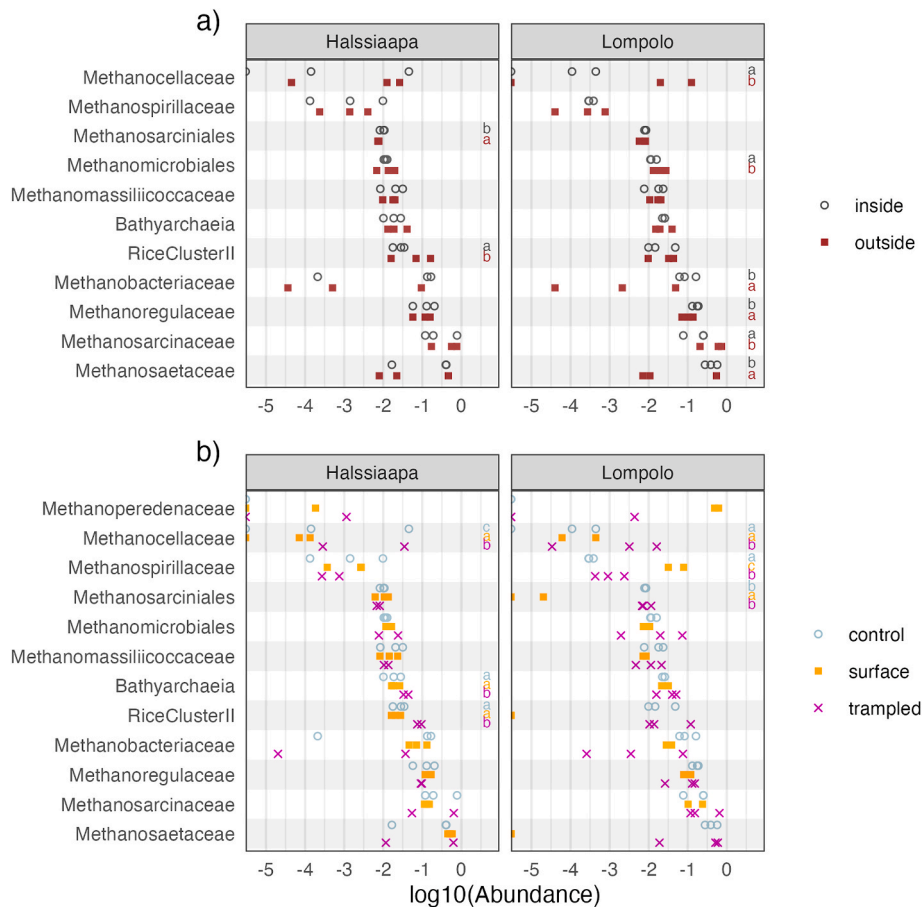 a)
Halssiaapa Lompolo
Methanocellaceae a b
Methanospirillaceae
Methanosarciniales b a
Methanomicrobiales a b
Methanomassiliicoccaceae
Bathyarchaeia
RiceClusterII a b
Methanobacteriaceae b a
Methanoregulaceae b a
Methanosarcinaceae a b
Methanosaetaceae b a
-5 -4 -3 -2 -1 0 -5 -4 -3 -2 -1 0
inside
outside
b)
Halssiaapa Lompolo
Methanoperedenaceae
Methanocellaceae c a b a a b
Methanospirillaceae a c b
Methanosarciniales b a b
Methanomicrobiales
Methanomassiliicoccaceae
Bathyarchaeia a a b
RiceClusterII a a b
Methanobacteriaceae
Methanoregulaceae
Methanosarcinaceae
Methanosaetaceae
-5 -4 -3 -2 -1 0 -5 -4 -3 -2 -1 0
log10(Abundance)
control
surface
trampled